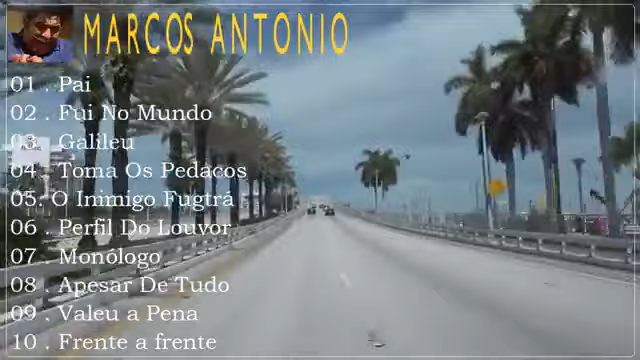 MARCOS ANTONIO
01 . Pai
02 . Fui No Mundo
03. Galileu
04 . Toma Os Pedacos
05. O Inimigo Fugtrá
06 . Perfil Do Louvor
07 . Monólogo
08 . Apesar De Tudo
09 . Valeu a Pena
10 . Frente a frente